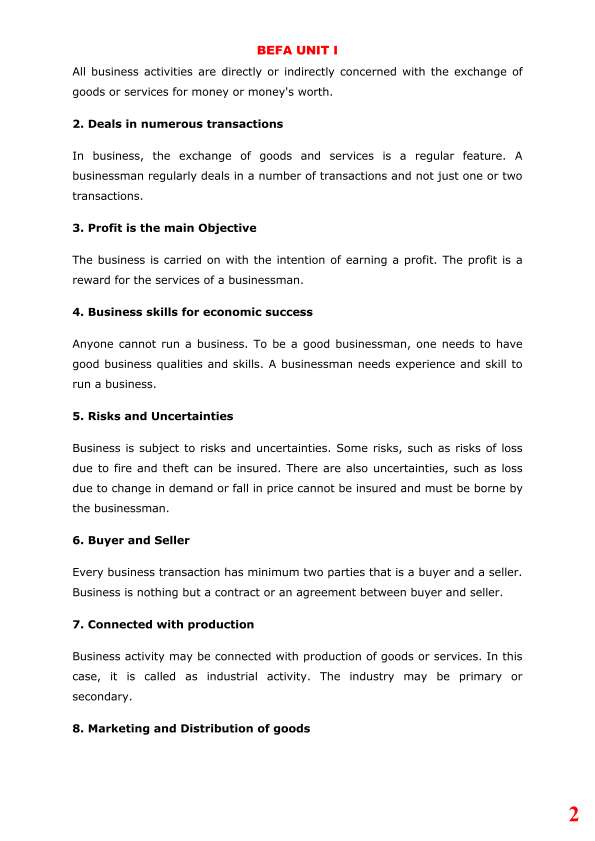 BEFA UNIT I
All business activities are directly or indirectly concerned with the exchange of
goods or services for money or money's worth.
2. Deals in numerous transactions
In business, the exchange of goods and services is a regular feature. A
businessman regularly deals in a number of transactions and not just one or two
transactions.
3. Profit is the main Objective
The business is carried on with the intention of earning a profit. The profit is a
reward for the services of a businessman.
4. Business skills for economic success
Anyone cannot run a business. To be a good businessman, one needs to have
good business qualities and skills. A businessman needs experience and skill to
run a business.
5. Risks and Uncertainties
Business is subject to risks and uncertainties. Some risks, such as risks of loss
due to fire and theft can be insured. There are also uncertainties, such as loss
due to change in demand or fall in price cannot be insured and must be borne by
the businessman.
6. Buyer and Seller
Every business transaction has minimum two parties that is a buyer and a seller.
Business is nothing but a contract or an agreement between buyer and seller.
7. Connected with production
Business activity may be connected with production of goods or services. In this
case, it is called as industrial activity. The industry may be primary or
secondary.
8. Marketing and Distribution of goods
2